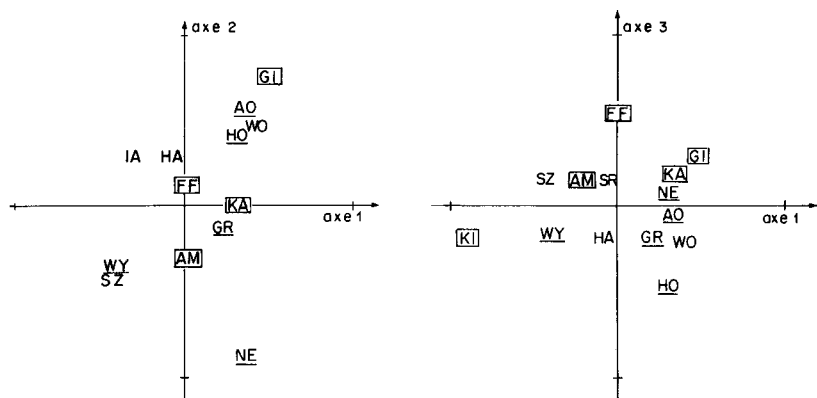 axe 2
GI
AO
WO
HO
IA HA
FF
KA
axe 1
GR
AM
WY
SZ
NE
axe 3
FF
GI
KA
SZ AM SR
NE
AO
axe 1
KI WY HA GR WO
HO